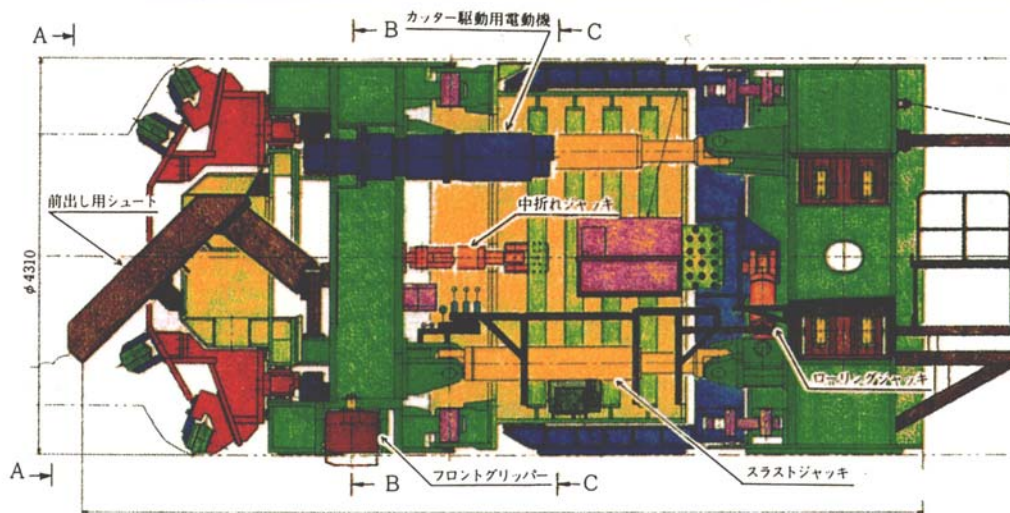 カッター駆動用電動機
A
B
C
前出し用シュート
中折れジャッキ
φ4310
ローリングジャッキ
A
B
フロントグリッパー
C
スラストジャッキ